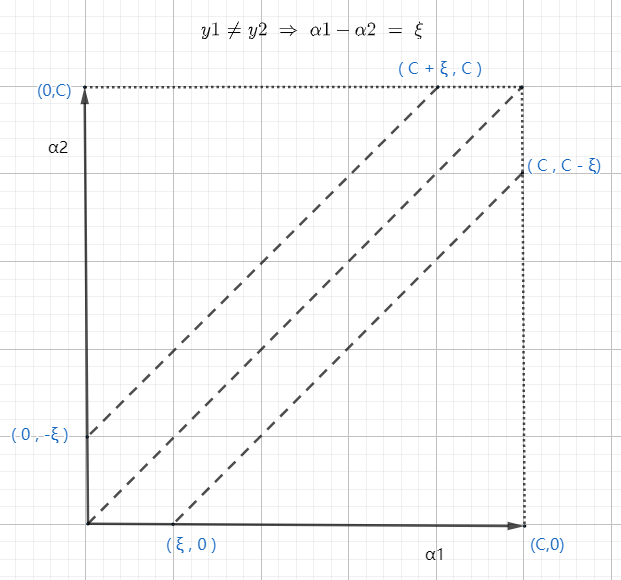 y1 ≠ y2 ⇒ α1 − α2 = ξ
( C + ξ , C )
(0,C)
α2
( C , C - ξ)
( 0 , -ξ )
( ξ , 0 )
α1
(C,0)